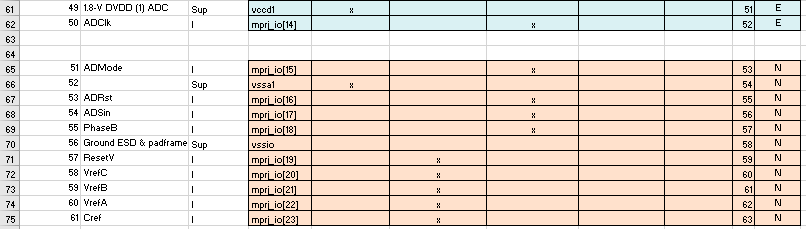 61 49 1.8-V DVDD (1) ADC Sup vccd1 x 51 E
62 50 ADClk I mprj_io[14] x 52 E
63
64
65 51 ADMode I mprj_io[15] x 53 N
66 52 Sup vssa1 x 54 N
67 53 ADRst I mprj_io[16] x 55 N
68 54 ADSin I mprj_io[17] x 56 N
69 55 PhaseB I mprj_io[18] x 57 N
70 56 Ground ESD & padframe Sup vssio 58 N
71 57 ResetV I mprj_io[19] x 59 N
72 58 VrefC I mprj_io[20] x 60 N
73 59 VrefB I mprj_io[21] x 61 N
74 60 VrefA I mprj_io[22] x 62 N
75 61 Cref I mprj_io[23] x 63 N